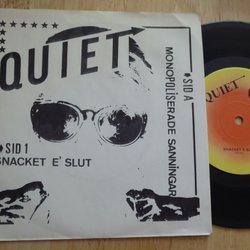 QUIET
SID A
MONOPOLISERADE SANNINGAR
SID 1
SNACKET E' SLUT
QUIET
SNACKET E' SLUT